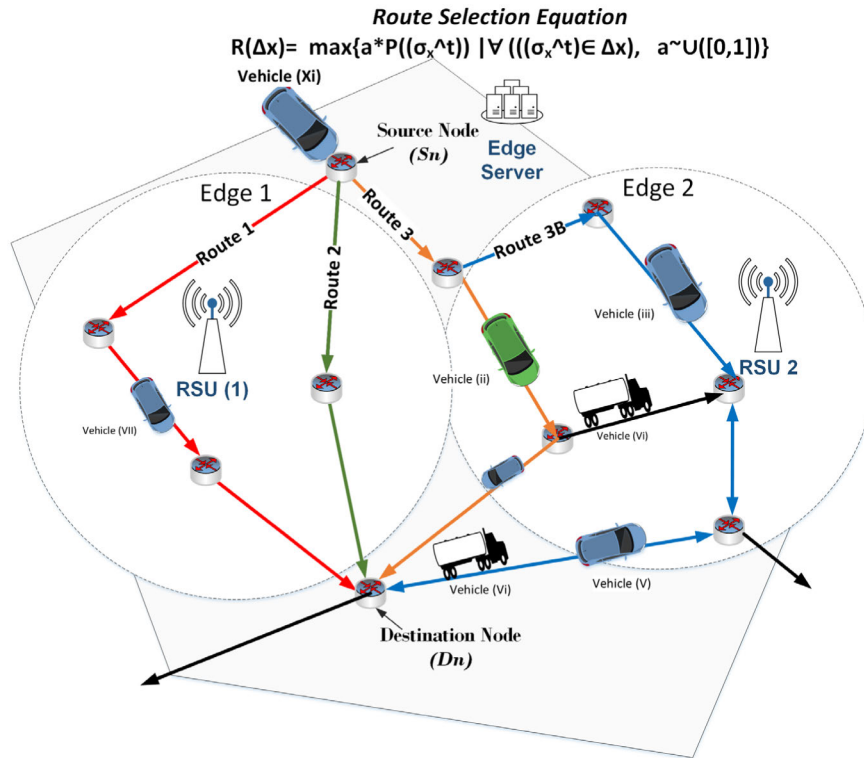 Route Selection Equation
R(Δx)= max{a*P((σₓ^t)) |∀ (((σₓ^t)∈ Δx), a~∪([0,1])}
Vehicle (Xi)
Source Node
(Sn)
Edge
Server
Edge 1
Edge 2
Route 1
Route 2
Route 3
Route 3B
RSU (1)
Vehicle (iii)
RSU 2
Vehicle (ii)
Vehicle (VII)
Vehicle (Vi)
Vehicle (Vi)
Vehicle (V)
Destination Node
(Dn)